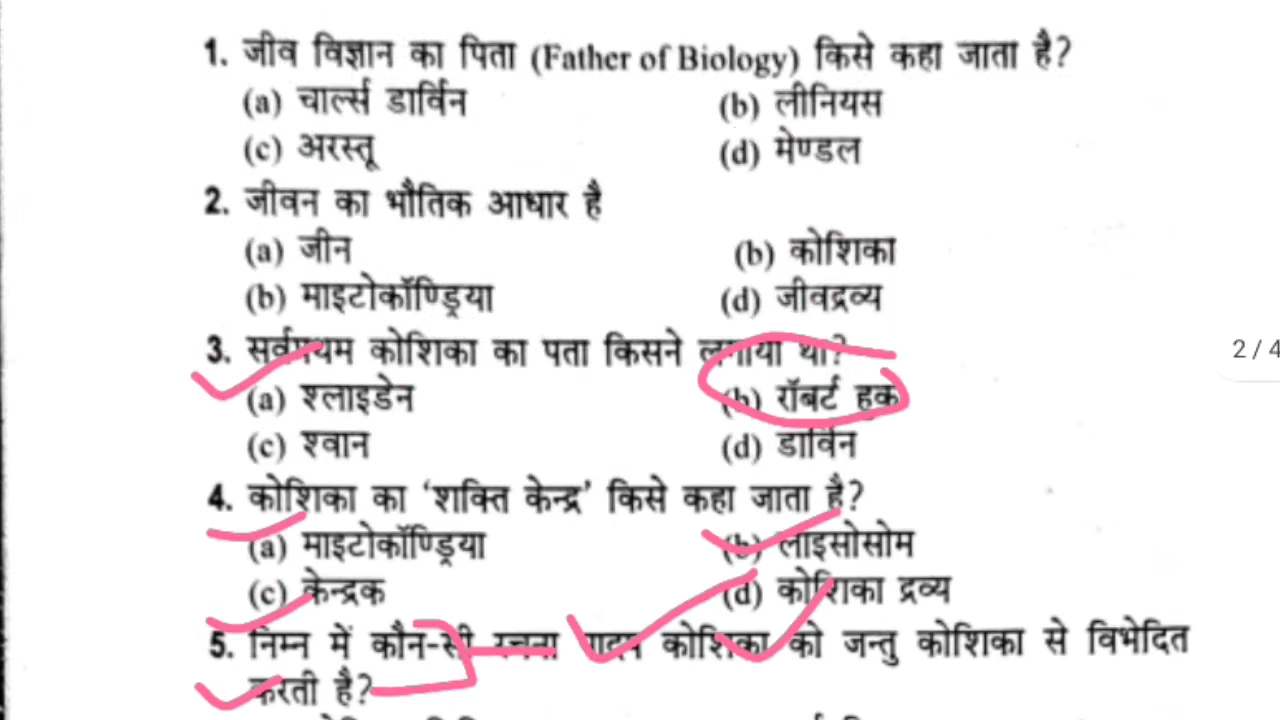 1. जीव विज्ञान का पिता (Father of Biology) किसे कहा जाता है?
(a) चार्ल्स डार्विन (b) लीनियस
(c) अरस्तू (d) मेण्डल
2. जीवन का भौतिक आधार है
(a) जीन (b) कोशिका
(b) माइटोकॉण्ड्रिया (d) जीवद्रव्य
3. सर्वप्रथम कोशिका का पता किसने लगाया था?
(a) श्लाइडेन (b) रॉबर्ट हुक
(c) श्वान (d) डार्विन
2 / 4
4. कोशिका का ‘शक्ति केन्द्र’ किसे कहा जाता है?
(a) माइटोकॉण्ड्रिया (b) लाइसोसोम
(c) केन्द्रक (d) कोशिका द्रव्य
5. निम्न में कौन-सी रचना पादप कोशिका को जन्तु कोशिका से विभेदित
करती है?